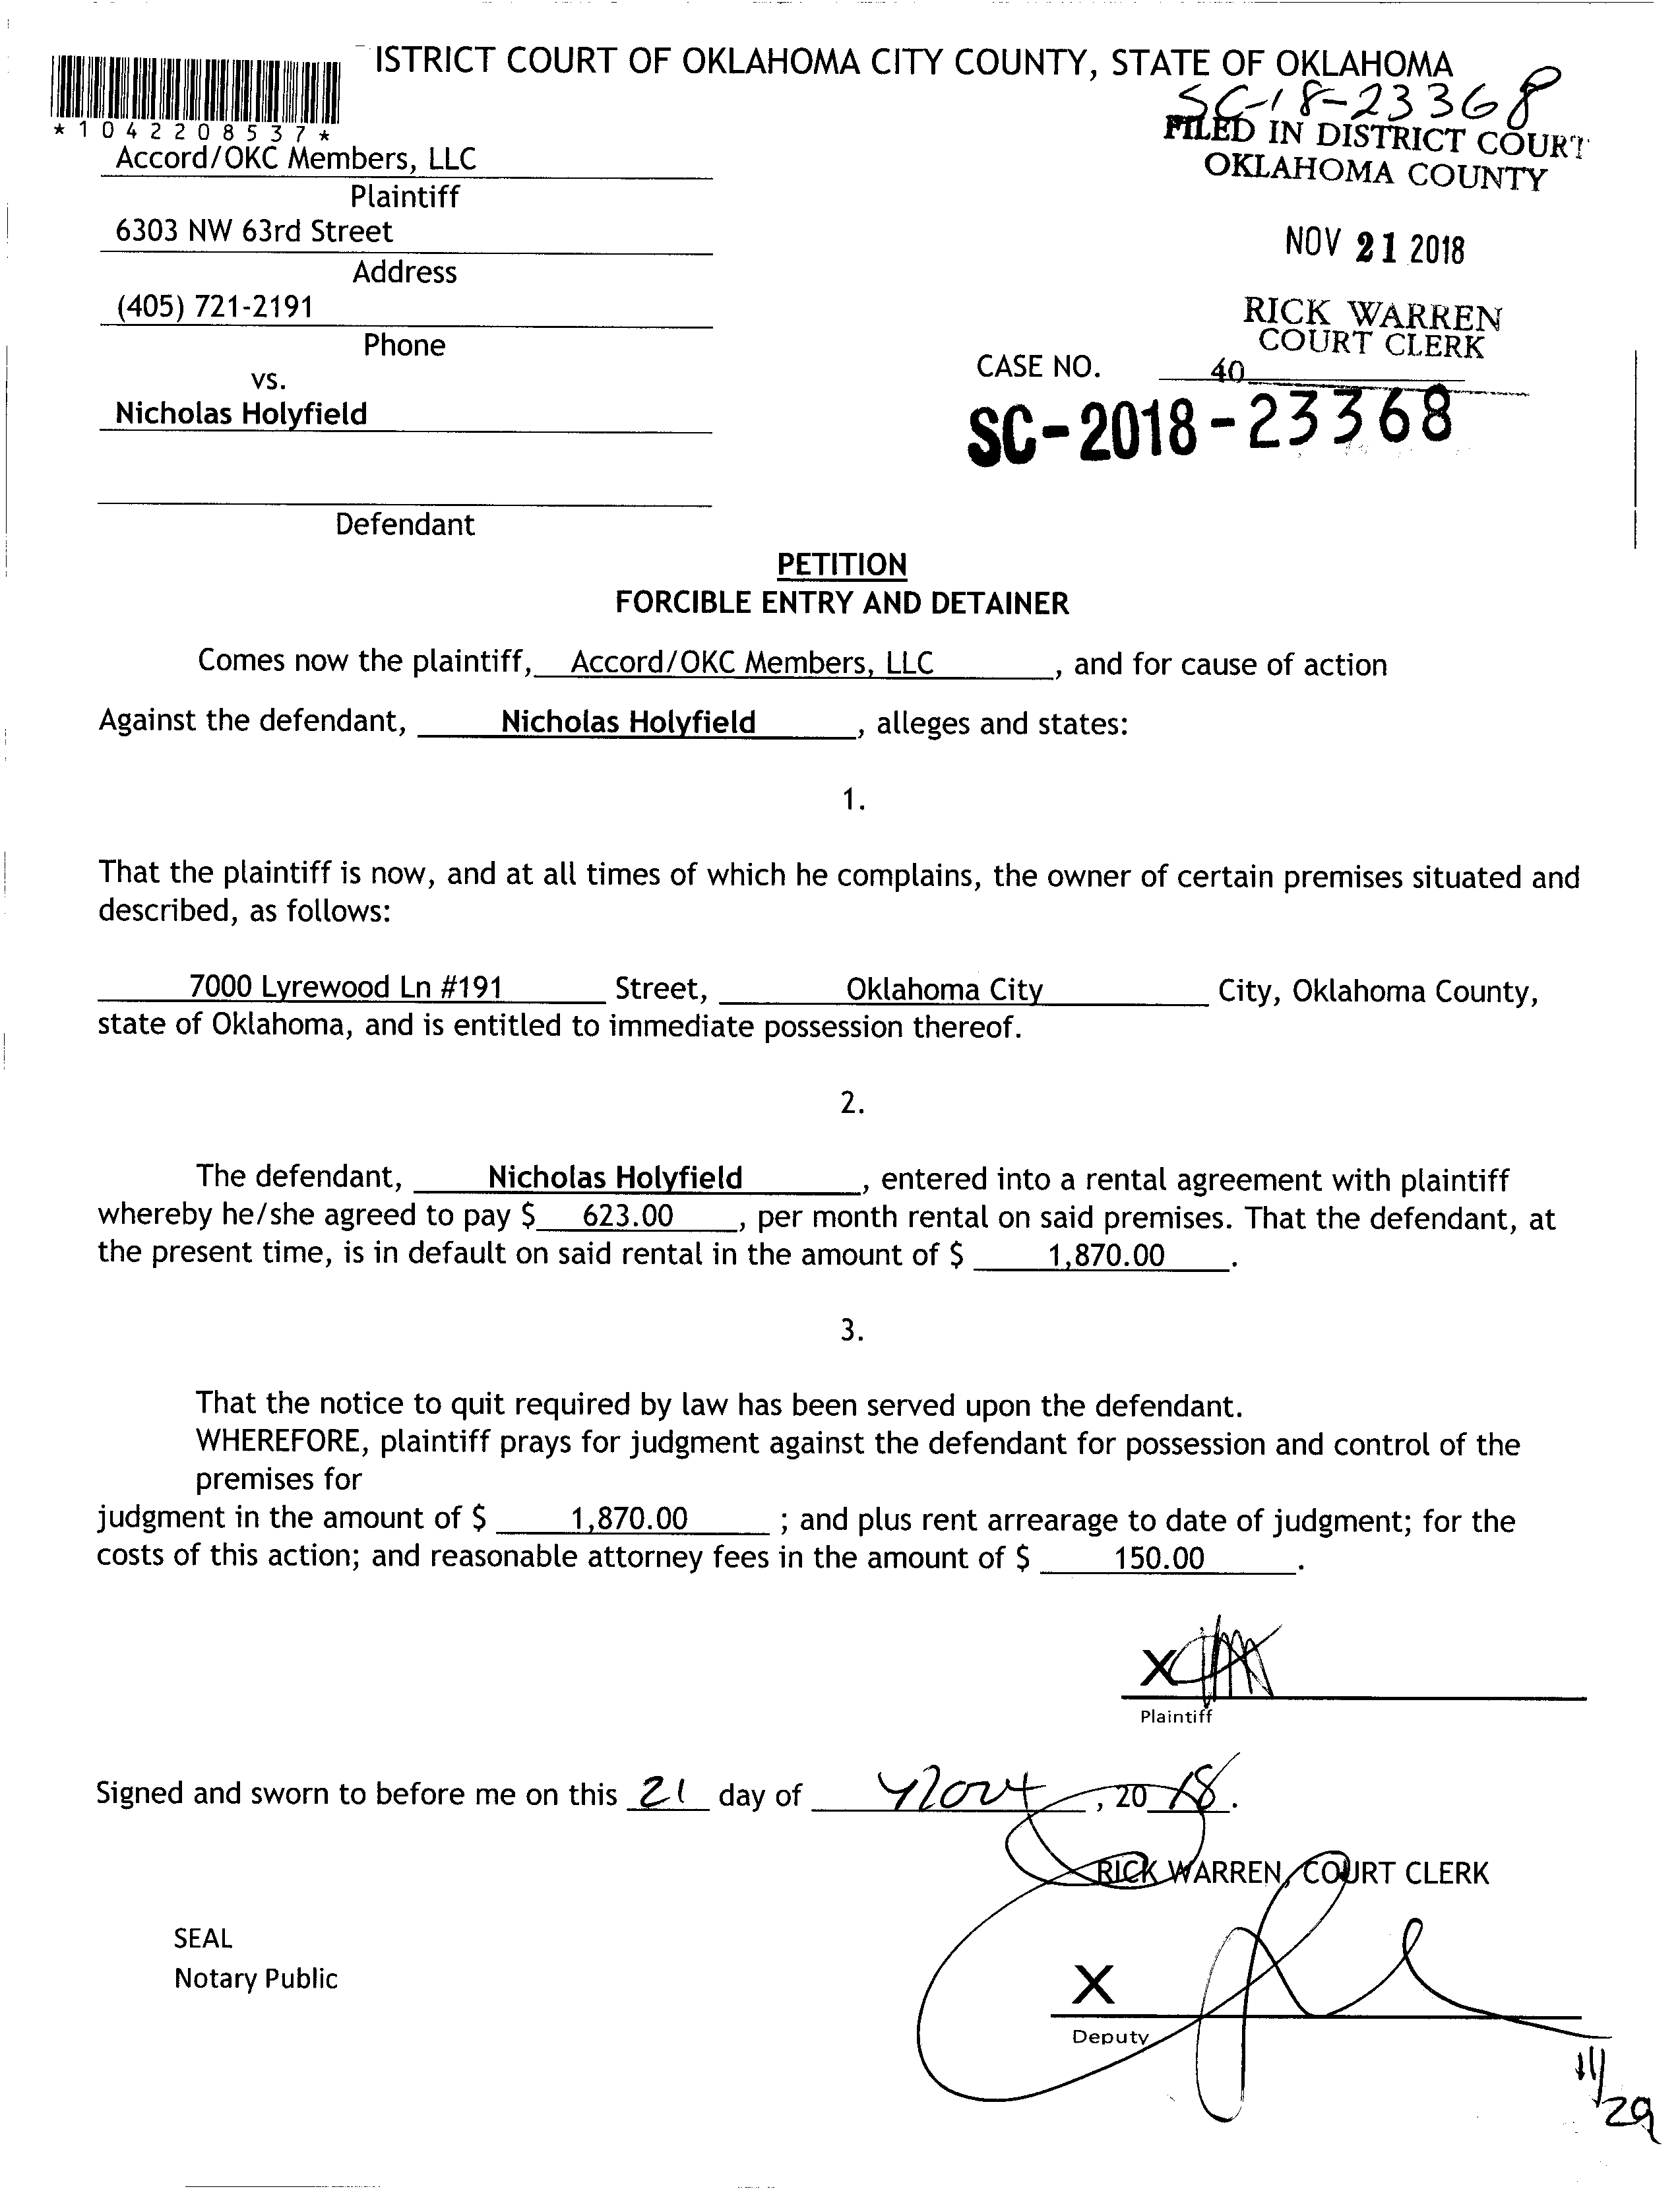 ISTRICT COURT OF OKLAHOMA CITY COUNTY, STATE OF OKLAHOMA
SC-18-23368
*1042208537*
FILED IN DISTRICT COURT
OKLAHOMA COUNTY
Accord/OKC Members, LLC
Plaintiff
6303 NW 63rd Street
Address
NOV 21 2018
(405) 721-2191
Phone
RICK WARREN
COURT CLERK
vs.
CASE NO. 40
Nicholas Holyfield
SC-2018-23368
Defendant
PETITION
FORCIBLE ENTRY AND DETAINER
Comes now the plaintiff, Accord/OKC Members, LLC, and for cause of action
Against the defendant, Nicholas Holyfield, alleges and states:
1.
That the plaintiff is now, and at all times of which he complains, the owner of certain premises situated and
described, as follows:
7000 Lyrewood Ln #191 Street, Oklahoma City City, Oklahoma County,
state of Oklahoma, and is entitled to immediate possession thereof.
2.
The defendant, Nicholas Holyfield, entered into a rental agreement with plaintiff
whereby he/she agreed to pay $ 623.00, per month rental on said premises. That the defendant, at
the present time, is in default on said rental in the amount of $ 1,870.00.
3.
That the notice to quit required by law has been served upon the defendant.
WHEREFORE, plaintiff prays for judgment against the defendant for possession and control of the
premises for
judgment in the amount of $ 1,870.00 ; and plus rent arrearage to date of judgment; for the
costs of this action; and reasonable attorney fees in the amount of $ 150.00.
X
Plaintiff
Signed and sworn to before me on this 21 day of Nov, 2018.
RICK WARREN, COURT CLERK
SEAL
Notary Public
X
Deputy
11/29